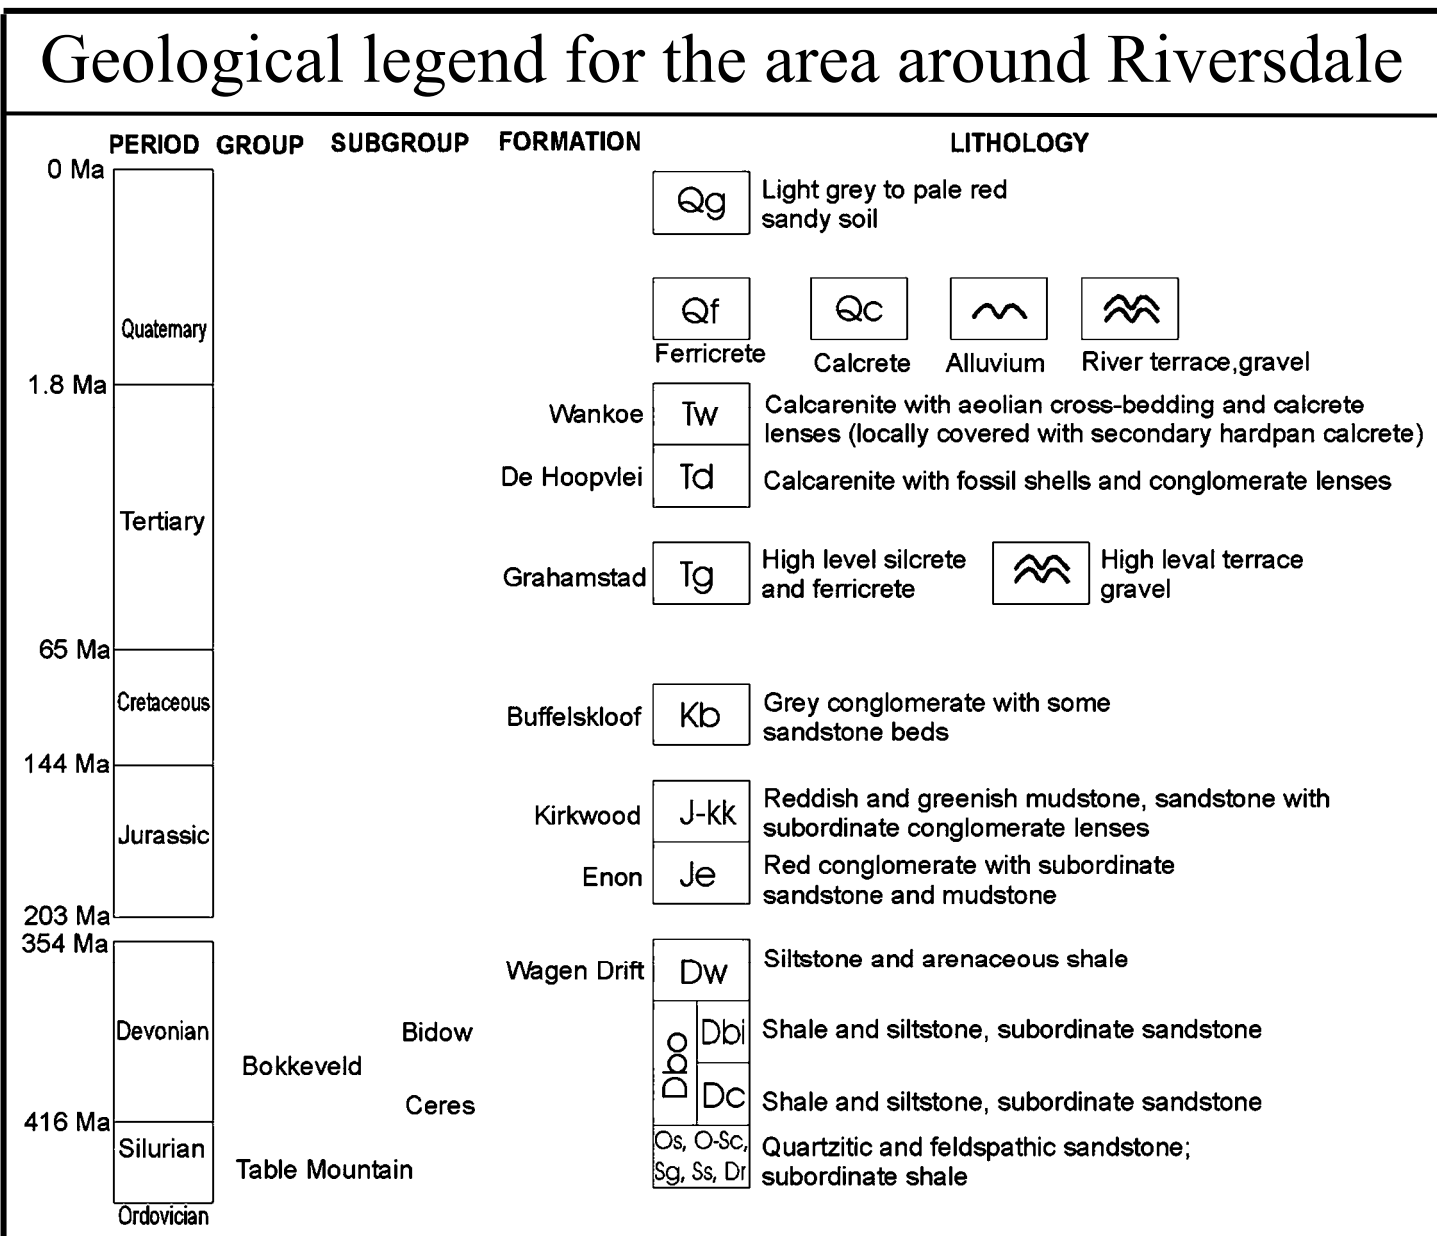 Geological legend for the area around Riversdale
PERIOD GROUP SUBGROUP FORMATION LITHOLOGY
0 Ma
Qg Light grey to pale red
sandy soil
Quaternary
Qf Qc
Ferricrete Calcrete Alluvium River terrace,gravel
1.8 Ma
Wankoe Tw Calcarenite with aeolian cross-bedding and calcrete
lenses (locally covered with secondary hardpan calcrete)
De Hoopvlei Td Calcarenite with fossil shells and conglomerate lenses
Tertiary
Grahamstad Tg High level silcrete
and ferricrete
High leval terrace
gravel
65 Ma
Cretaceous
Buffelskloof Kb Grey conglomerate with some
sandstone beds
144 Ma
Kirkwood J-kk Reddish and greenish mudstone, sandstone with
subordinate conglomerate lenses
Jurassic
Enon Je Red conglomerate with subordinate
sandstone and mudstone
203 Ma
354 Ma
Wagen Drift Dw Siltstone and arenaceous shale
Devonian
Bidow Dbi Shale and siltstone, subordinate sandstone
Bokkeveld Dbo
Ceres Dc Shale and siltstone, subordinate sandstone
416 Ma
Silurian
Table Mountain
Os, O-Sc,
Sg, Ss, Dr
Quartzitic and feldspathic sandstone;
subordinate shale
Ordovician